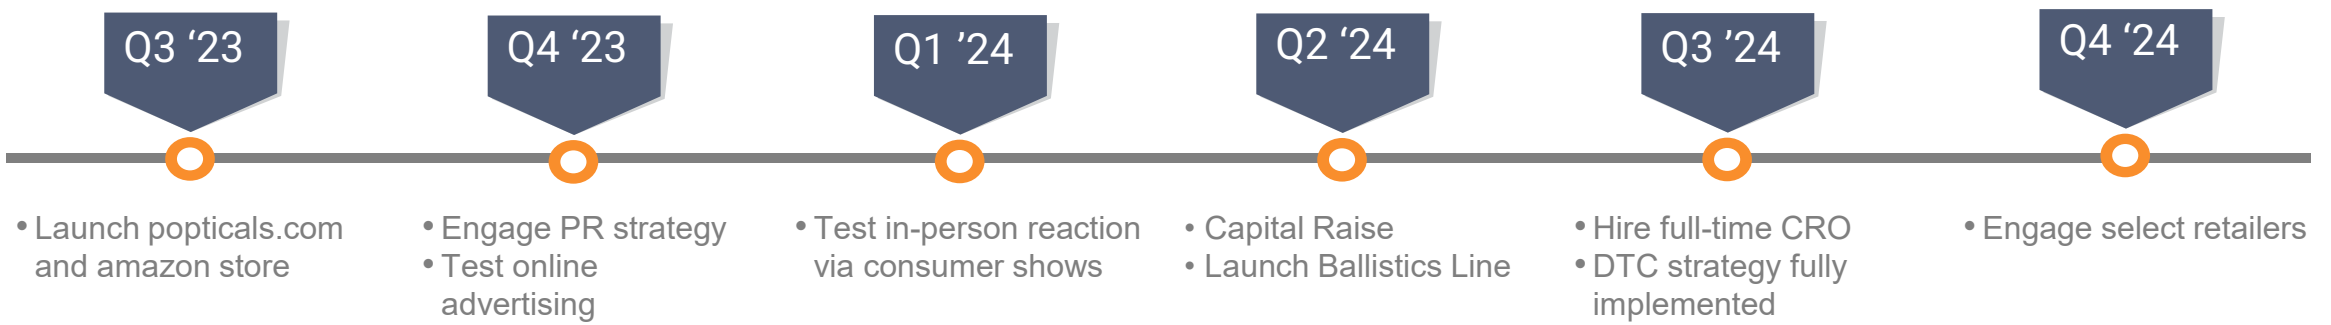 Q3 ‘23
Q4 ‘23
Q1 ’24
Q2 ‘24
Q3 ’24
Q4 ‘24
• Launch popticals.com
and amazon store
• Engage PR strategy
• Test online
advertising
• Test in-person reaction
via consumer shows
• Capital Raise
• Launch Ballistics Line
• Hire full-time CRO
• DTC strategy fully
implemented
• Engage select retailers